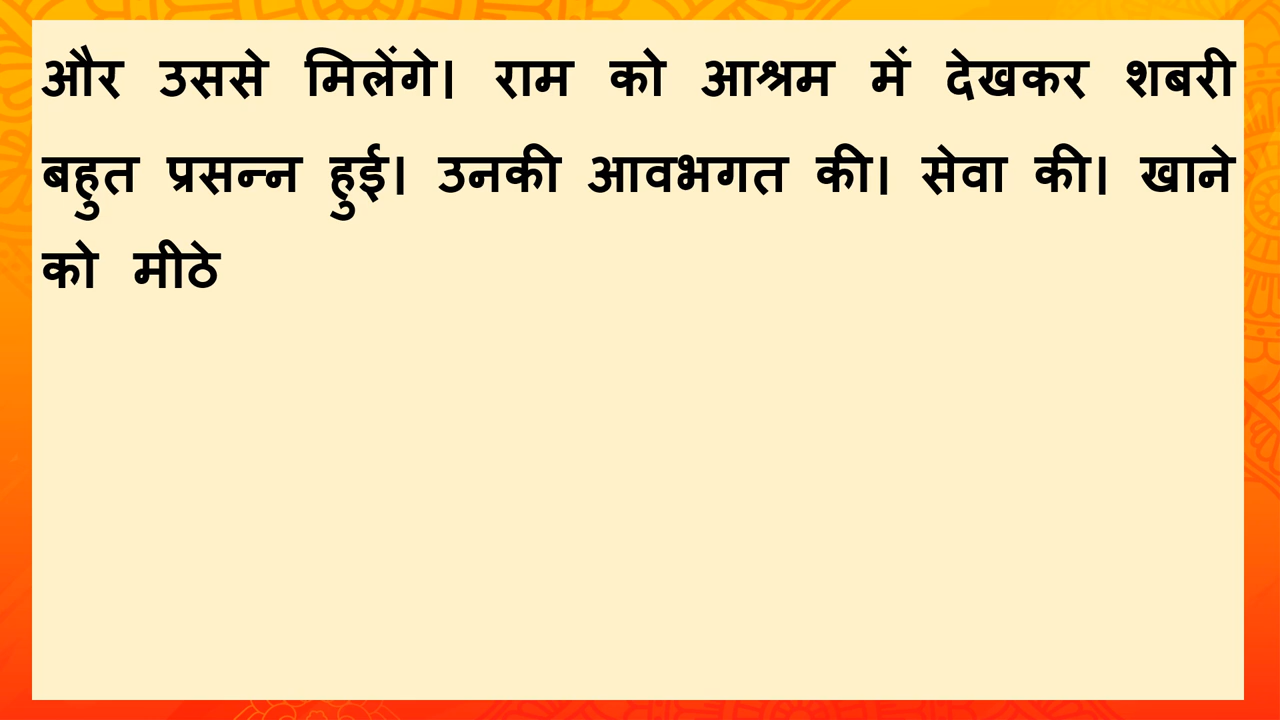 और उससे मिलेंगे। राम को आश्रम में देखकर शबरी
बहुत प्रसन्न हुई। उनकी आवभगत की। सेवा की। खाने
को मीठे